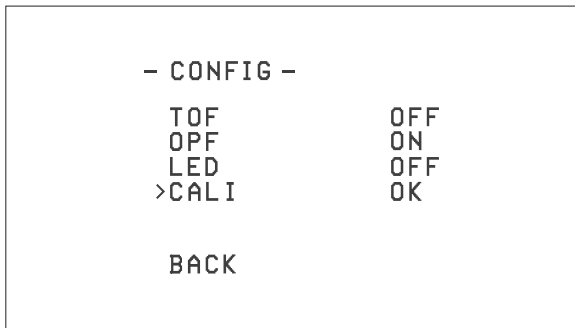 - CONFIG -
TOF OFF
OPF ON
LED OFF
>CALI OK
BACK